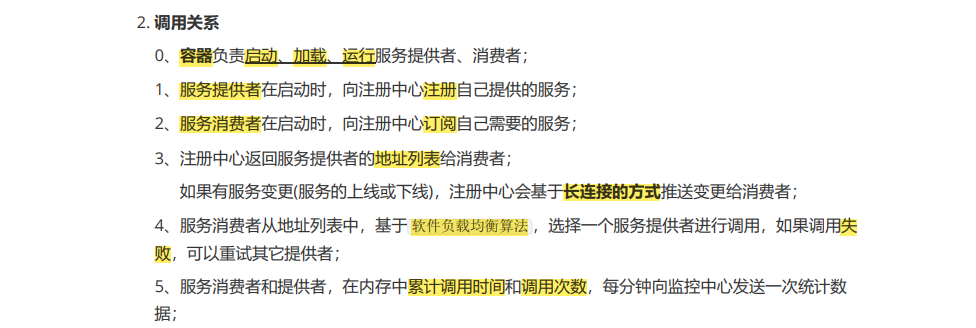 2. 调用关系
0、容器负责启动、加载、运行服务提供者、消费者；
1、服务提供者在启动时，向注册中心注册自己提供的服务；
2、服务消费者在启动时，向注册中心订阅自己需要的服务；
3、注册中心返回服务提供者的地址列表给消费者；
如果有服务变更(服务的上线或下线)，注册中心会基于长连接的方式推送变更给消费者；
4、服务消费者从地址列表中，基于 软件负载均衡算法 ，选择一个服务提供者进行调用，如果调用失
败，可以重试其它提供者；
5、服务消费者和提供者，在内存中累计调用时间和调用次数，每分钟向监控中心发送一次统计数
据；